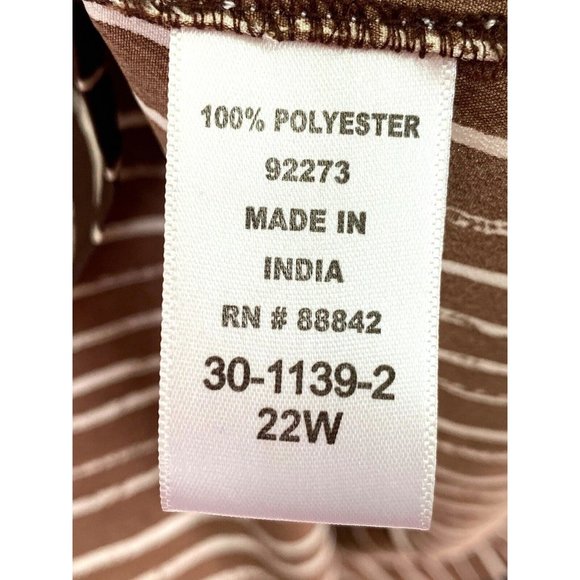 100% POLYESTER
92273
MADE IN
INDIA
RN # 88842
30-1139-2
22W